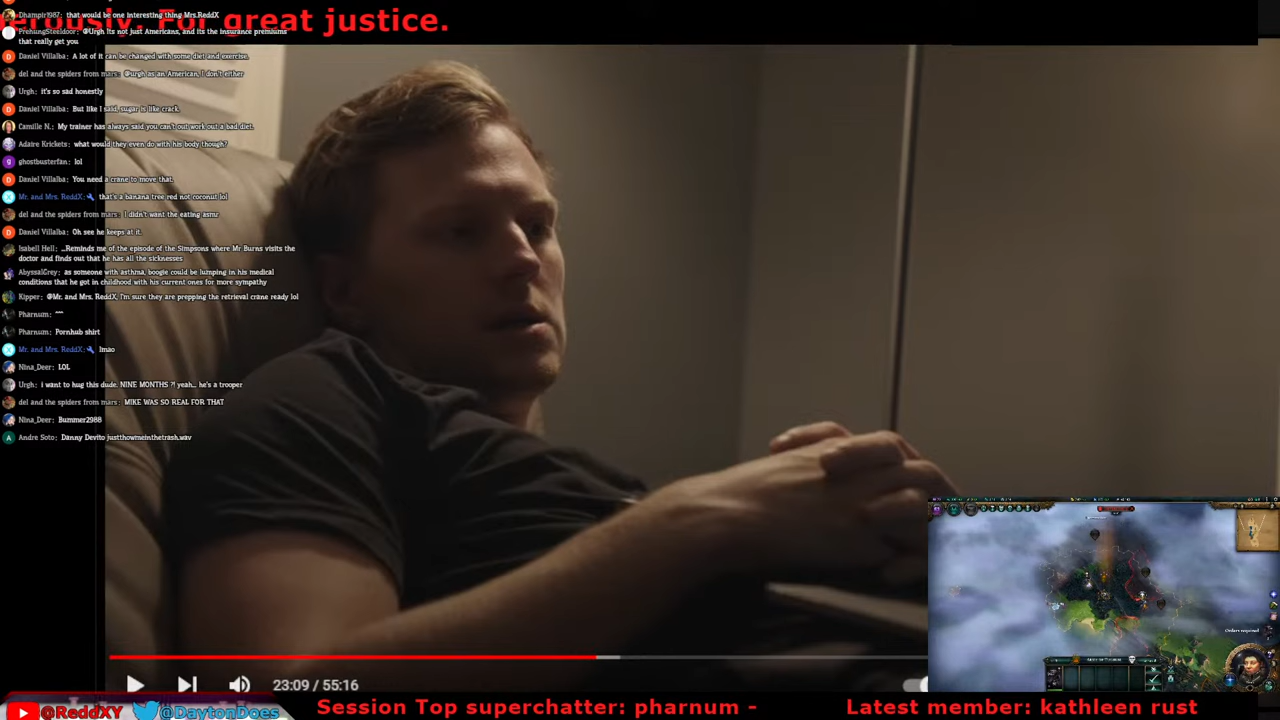 erously. For great justice.
Dhampir1987: that would be one interesting thing Mrs.ReddX
PrehungSteeldoor: @Urgh Its not just Americans, and its the insurance premiums
that really get you
Daniel Villalba: A lot of it can be changed with some diet and exercise.
del and the spiders from mars: @urgh as an American, I don't either
Urgh: it's so sad honestly
Daniel Villalba: But like I said, sugar is like crack.
Camille N.: My trainer has always said you can't out work out a bad diet.
Adaire Krickets: what would they even do with his body though?
ghostbusterfan: lol
Daniel Villalba: You need a crane to move that.
Mr. and Mrs. ReddX: that's a banana tree red not coconut lol
del and the spiders from mars: I didn't want the eating asmr
Daniel Villalba: Oh see he keeps at it.
Isabell Hell: ...Reminds me of the episode of the Simpsons where Mr Burns visits the
doctor and finds out that he has all the sicknesses
AbyssalGrey: as someone with asthma, boogie could be lumping in his medical
conditions that he got in childhood with his current ones for more sympathy
Kipper: @Mr. and Mrs. ReddX, I'm sure they are prepping the retrieval crane ready lol
Pharnum: ^^^
Pharnum: Pornhub shirt
Mr. and Mrs. ReddX: lmao
Nina_Deer: LOL
Urgh: i want to hug this dude. NINE MONTHS ?! yeah... he's a trooper
del and the spiders from mars: MIKE WAS SO REAL FOR THAT
Nina_Deer: Bummer2988
Andre Soto: Danny Devito justthowmeinthetrash.wav
Orders required
23:09 / 55:16
@ReddXY @DaytonDoes
Session Top superchatter: pharnum - Latest member: kathleen rust